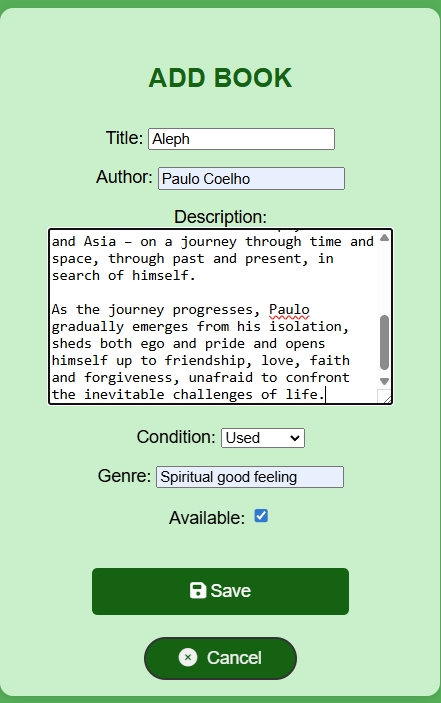 ADD BOOK
Title: Aleph
Author: Paulo Coelho
Description:
and Asia – on a journey through time and
space, through past and present, in
search of himself.
As the journey progresses, Paulo
gradually emerges from his isolation,
sheds both ego and pride and opens
himself up to friendship, love, faith
and forgiveness, unafraid to confront
the inevitable challenges of life.
Condition: Used
Genre: Spiritual good feeling
Available:
Save
Cancel